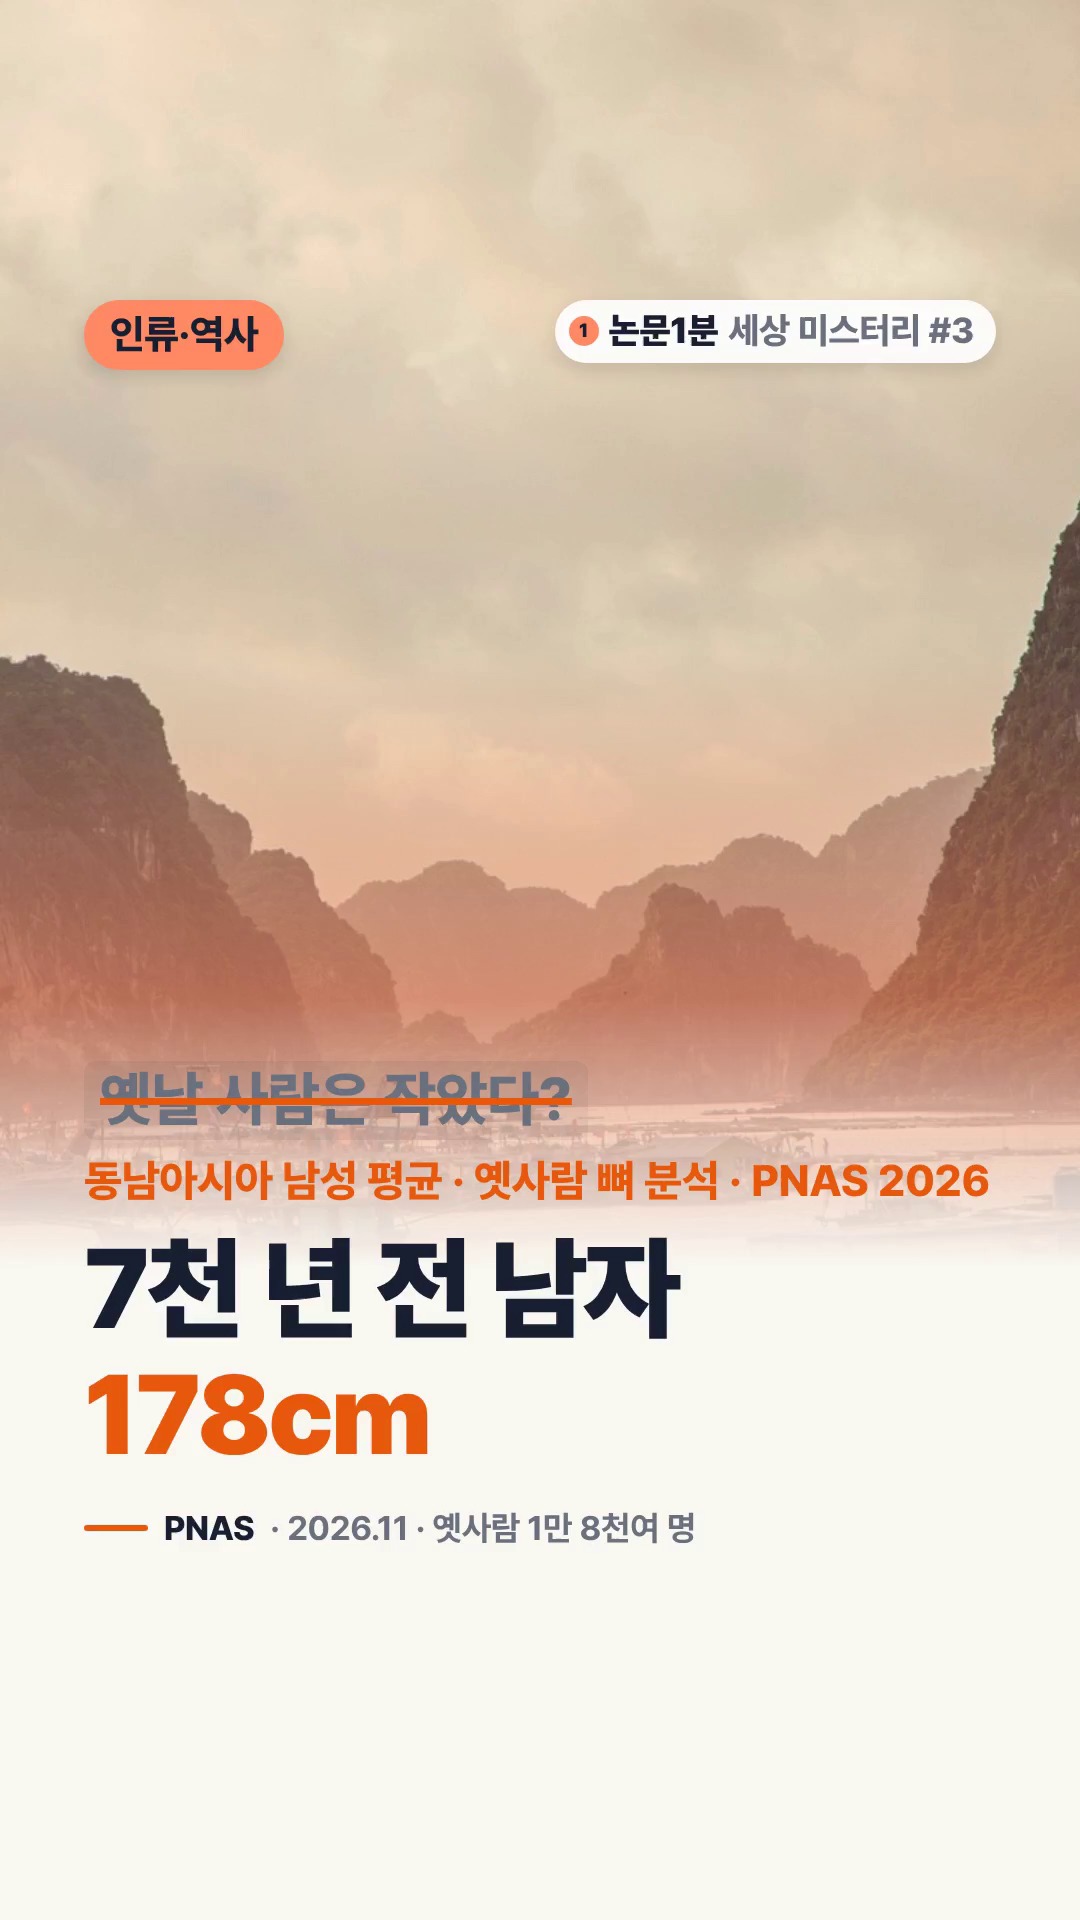 인류·역사
1 논문1분 세상 미스터리 #3
옛날 사람은 작았다?
동남아시아 남성 평균 · 옛사람 뼈 분석 · PNAS 2026
7천 년 전 남자
178cm
PNAS · 2026.11 · 옛사람 1만 8천여 명